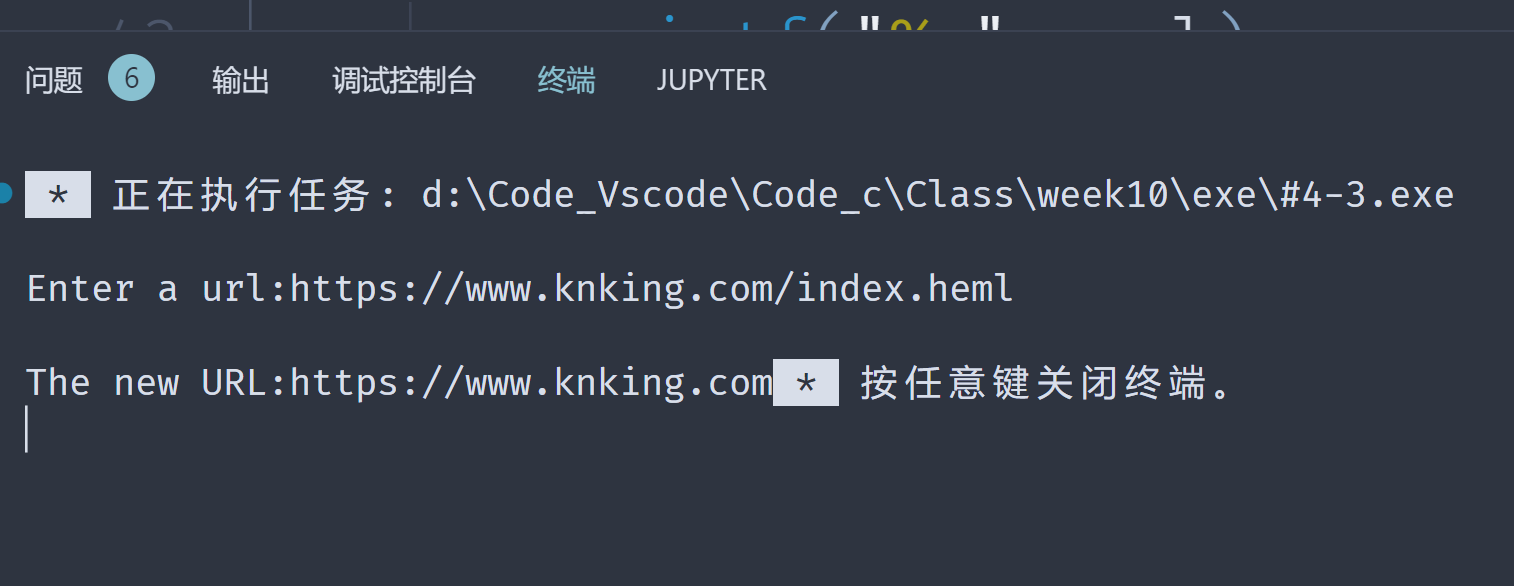 问题 6 输出 调试控制台 终端 JUPYTER
* 正在执行任务: d:\Code_Vscode\Code_c\Class\week10\exe\#4-3.exe
Enter a url:https://www.knking.com/index.heml
The new URL:https://www.knking.com * 按任意键关闭终端。